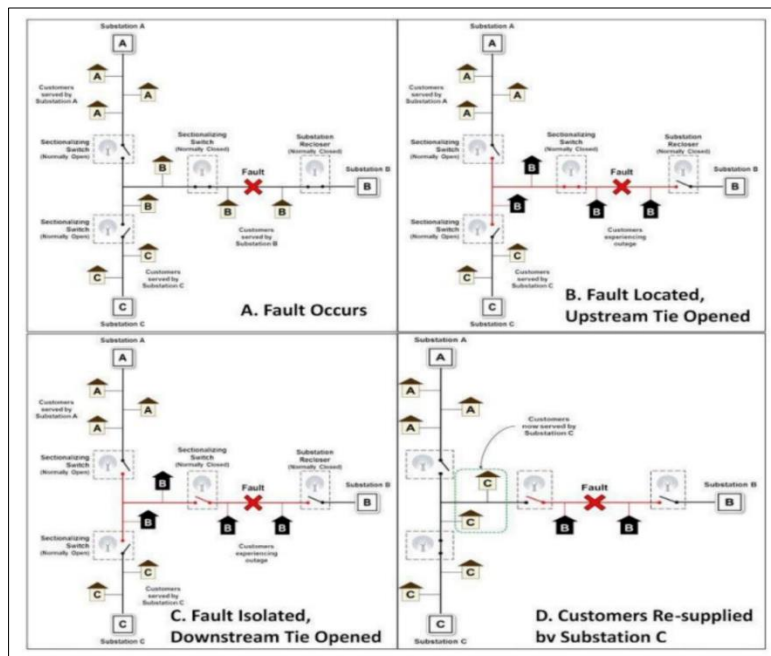 Substation A
A
A
A
A
Customers
served by
Substation A
Sectionalizing
Switch
(Normally Open)
Sectionalizing
Switch
(Normally Closed)
Substation
Recloser
(Normally Closed)
Substation B
B
Fault
B
B
B
B
Customers
served by
Substation B
Sectionalizing
Switch
(Normally Open)
C
C
Customers
served by
Substation C
C
Substation C
A. Fault Occurs
Substation A
A
A
A
A
Customers
served by
Substation A
Sectionalizing
Switch
(Normally Open)
Sectionalizing
Switch
(Normally Closed)
Substation
Recloser
(Normally Closed)
Substation B
B
Fault
B
B
B
B
Customers
experiencing
outage
Sectionalizing
Switch
(Normally Open)
C
C
Customers
served by
Substation C
C
Substation C
B. Fault Located,
Upstream Tie Opened
Substation A
A
A
A
A
Customers
served by
Substation A
Sectionalizing
Switch
(Normally Open)
Sectionalizing
Switch
(Normally Closed)
Substation
Recloser
(Normally Closed)
Substation B
B
Fault
B
B
B
B
Customers
experiencing
outage
Sectionalizing
Switch
(Normally Open)
C
C
Customers
served by
Substation C
C
Substation C
C. Fault Isolated,
Downstream Tie Opened
Substation A
A
A
A
A
Customers
now served by
Substation C
C
C
Fault
B
B
Substation B
B
C
C
C
Substation C
D. Customers Re-supplied
by Substation C